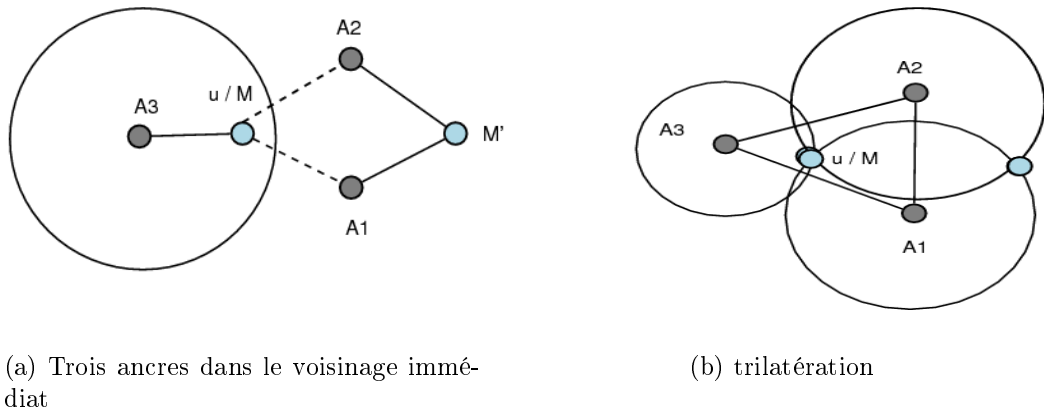 A2
u / M
A3
M'
A1
A2
A3
u / M
A1
(a) Trois ancres dans le voisinage immé-
diat
(b) trilatération